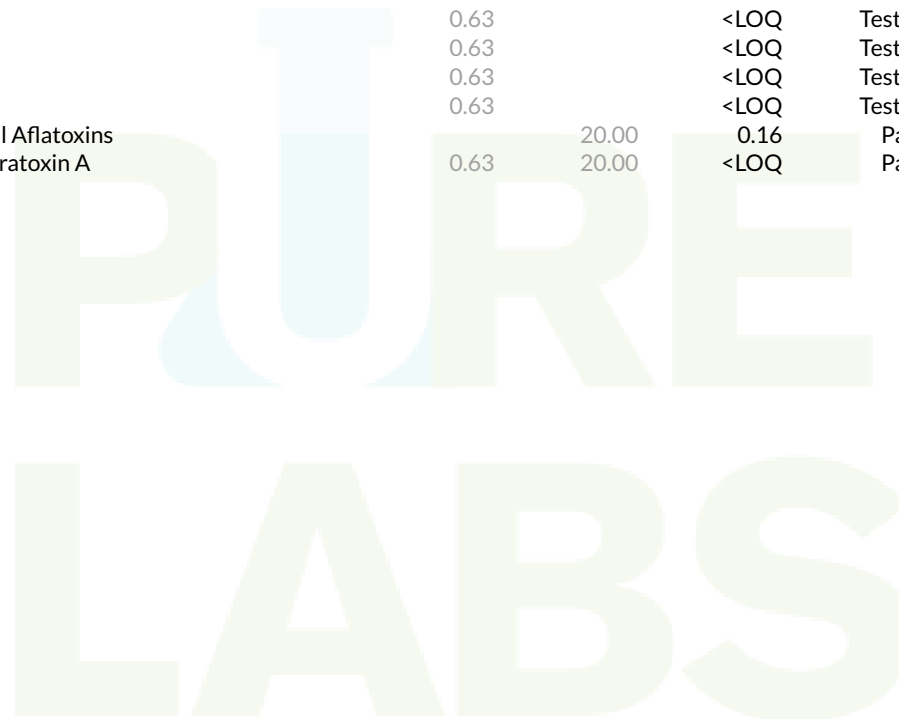 0.63 <LOQ Test
0.63 <LOQ Test
0.63 <LOQ Test
0.63 <LOQ Test
l Aflatoxins 20.00 0.16 Pa
ratoxin A 0.63 20.00 <LOQ Pa
PURE
LABS